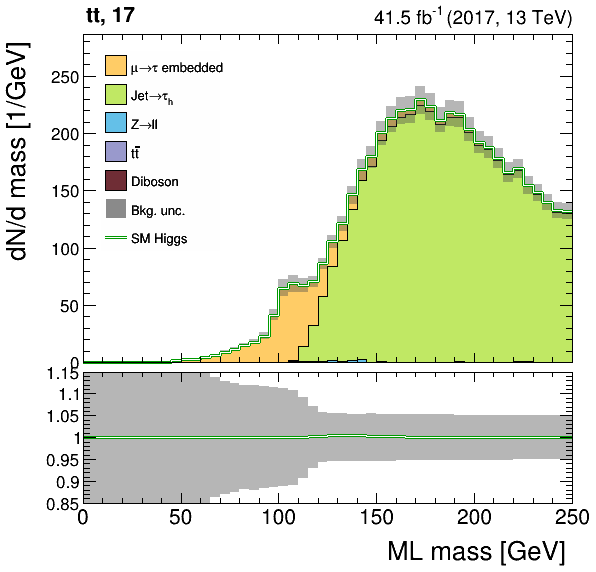 tt, 17
41.5 fb⁻¹ (2017, 13 TeV)
dN/d mass [1/GeV]
250
200
150
100
50
0
μ→τ embedded
Jet→τₕ
Z→ll
tt̄
Diboson
Bkg. unc.
SM Higgs
1.15
1.1
1.05
1
0.95
0.9
0.85
0 50 100 150 200 250
ML mass [GeV]